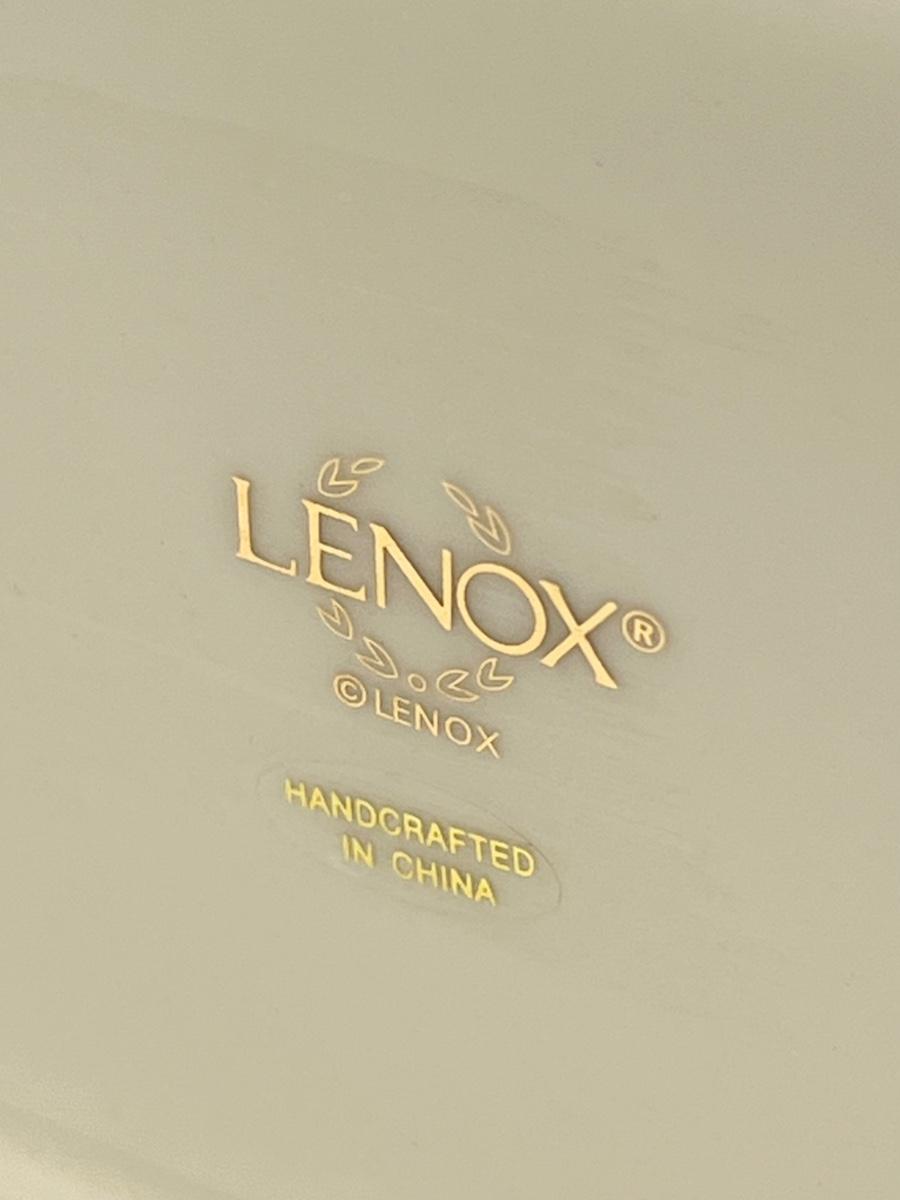 LENOX®
© LENOX
HANDCRAFTED
IN CHINA